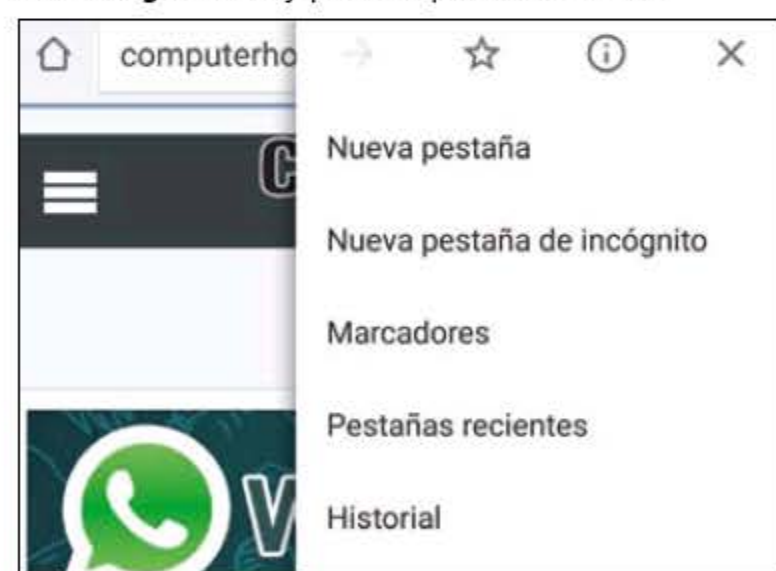 computerho
Nueva pestaña
Nueva pestaña de incógnito
Marcadores
Pestañas recientes
Historial